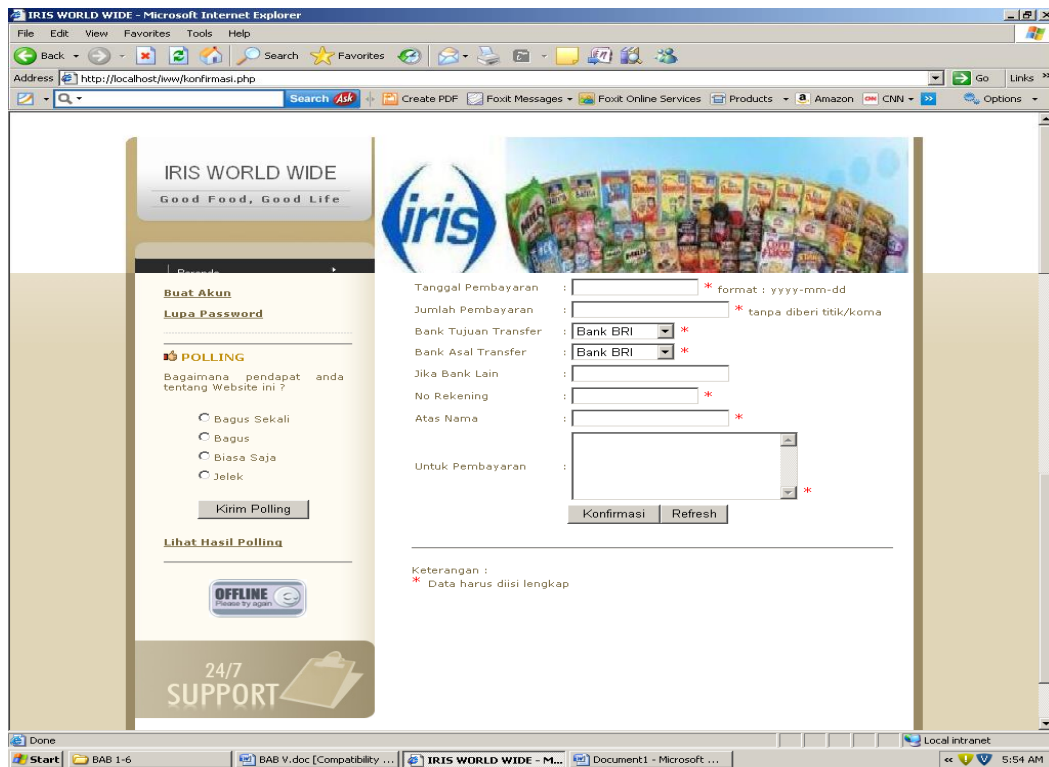 IRIS WORLD WIDE - Microsoft Internet Explorer
File Edit View Favorites Tools Help
Back Search Favorites
Address http://localhost/iww/konfirmasi.php Go Links »
Search Ask Create PDF Foxit Messages Foxit Online Services Products Amazon CNN » Options
IRIS WORLD WIDE
Good Food, Good Life
iris
Beranda
Buat Akun
Lupa Password
POLLING
Bagaimana pendapat anda
tentang Website ini ?
Bagus Sekali
Bagus
Biasa Saja
Jelek
Kirim Polling
Lihat Hasil Polling
OFFLINE
Please try again
24/7
SUPPORT
Tanggal Pembayaran : * format : yyyy-mm-dd
Jumlah Pembayaran : * tanpa diberi titik/koma
Bank Tujuan Transfer : Bank BRI *
Bank Asal Transfer : Bank BRI *
Jika Bank Lain :
No Rekening : *
Atas Nama : *
Untuk Pembayaran : *
Konfirmasi Refresh
Keterangan :
* Data harus diisi lengkap
Done Local intranet
Start BAB 1-6 BAB V.doc [Compatibility ... IRIS WORLD WIDE - M... Document1 - Microsoft ... « 5:54 AM